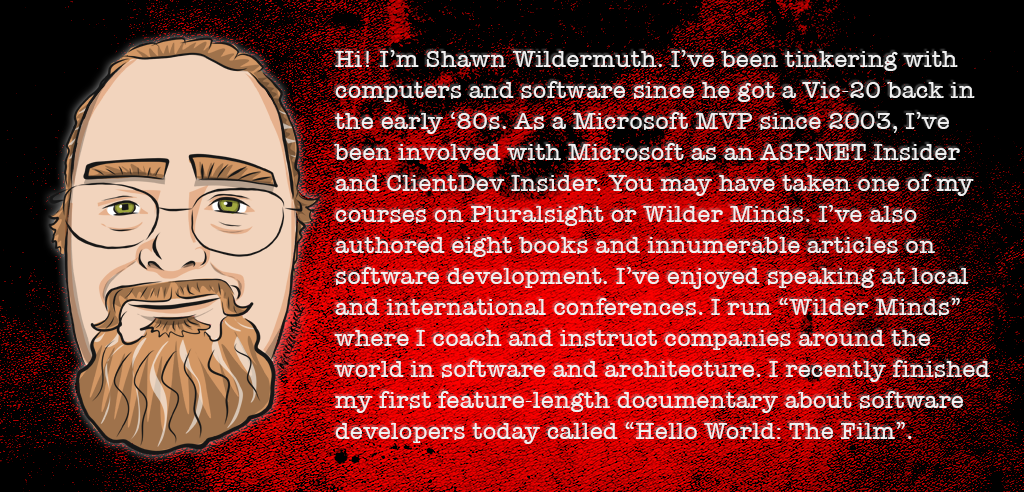 Hi! I’m Shawn Wildermuth. I’ve been tinkering with
computers and software since he got a Vic-20 back in
the early ‘80s. As a Microsoft MVP since 2003, I’ve
been involved with Microsoft as an ASP.NET Insider
and ClientDev Insider. You may have taken one of my
courses on Pluralsight or Wilder Minds. I’ve also
authored eight books and innumerable articles on
software development. I’ve enjoyed speaking at local
and international conferences. I run “Wilder Minds”
where I coach and instruct companies around the
world in software and architecture. I recently finished
my first feature-length documentary about software
developers today called “Hello World: The Film”.